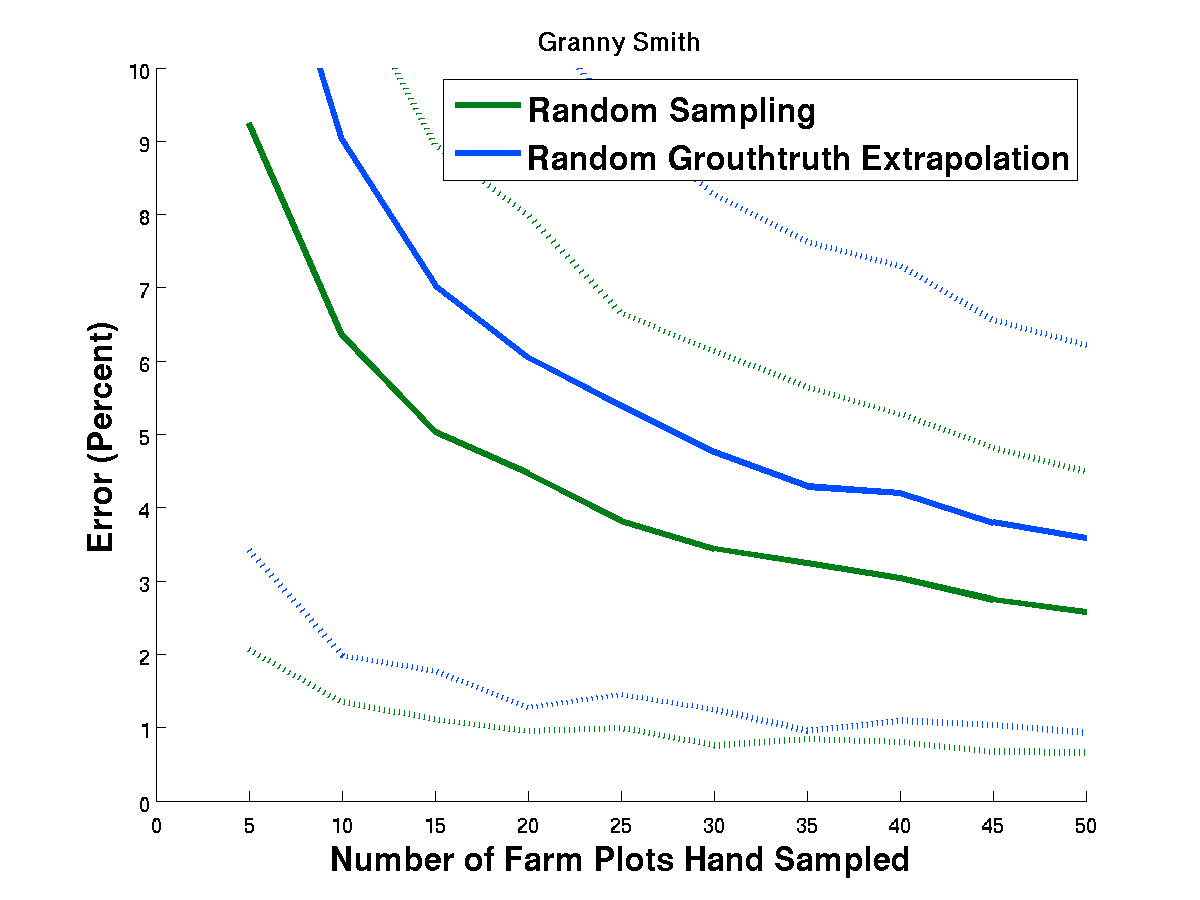 Granny Smith
10
9
8
7
6
5
4
3
2
1
0
Random Sampling
Random Grouthtruth Extrapolation
Error (Percent)
0 5 10 15 20 25 30 35 40 45 50
Number of Farm Plots Hand Sampled